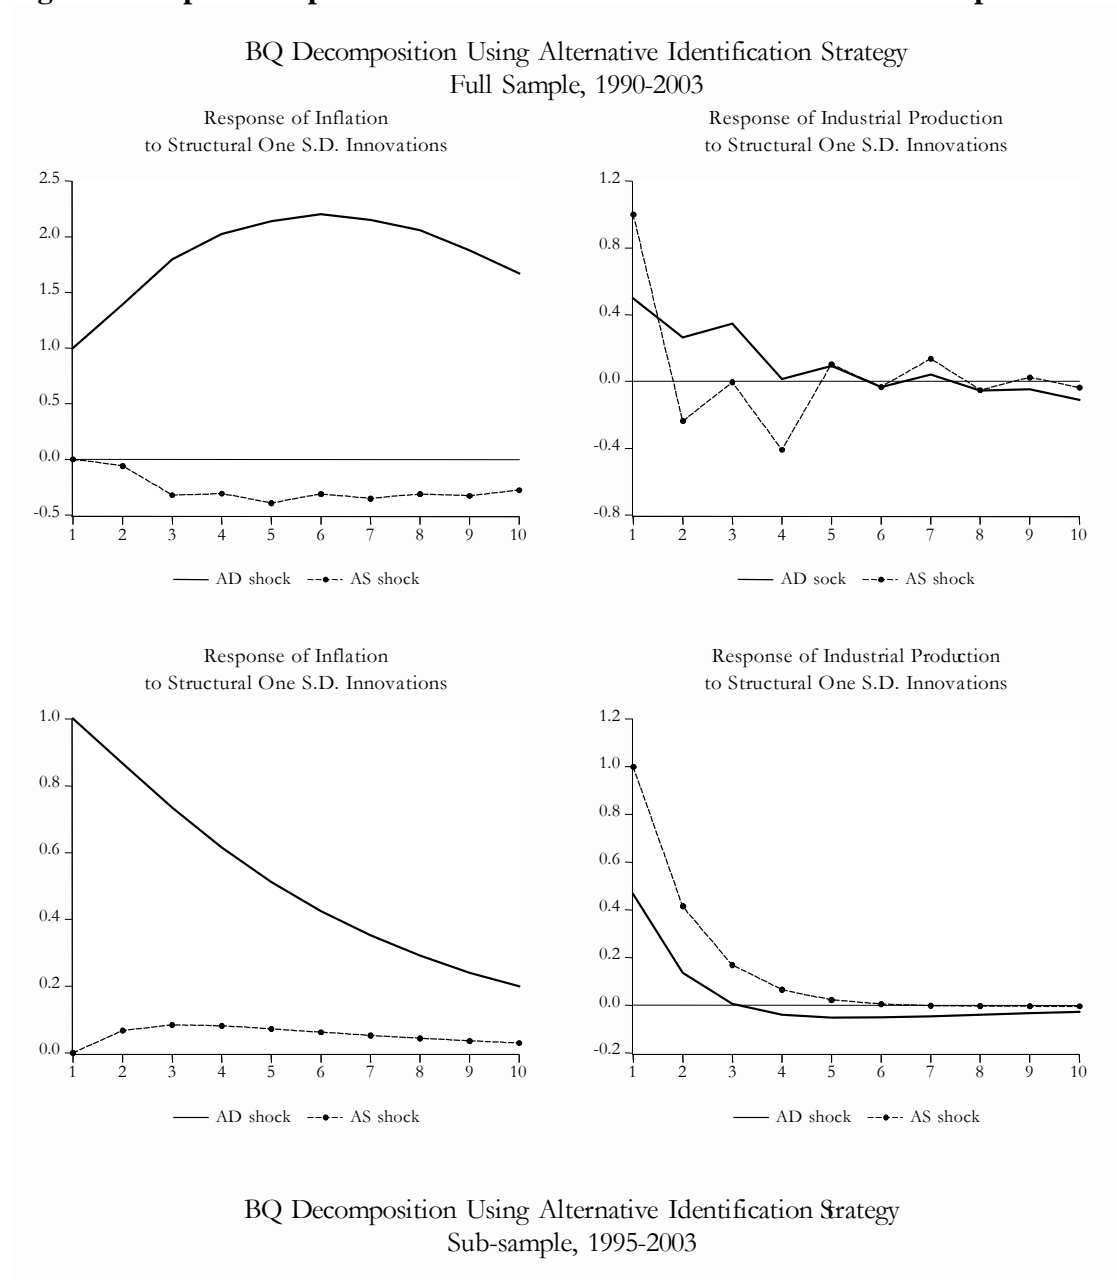 BQ Decomposition Using Alternative Identification Strategy
Full Sample, 1990-2003
Response of Inflation
to Structural One S.D. Innovations
2.5
2.0
1.5
1.0
0.5
0.0
-0.5
1 2 3 4 5 6 7 8 9 10
AD shock AS shock
Response of Industrial Production
to Structural One S.D. Innovations
1.2
0.8
0.4
0.0
-0.4
-0.8
1 2 3 4 5 6 7 8 9 10
AD sock AS shock
Response of Inflation
to Structural One S.D. Innovations
1.0
0.8
0.6
0.4
0.2
0.0
1 2 3 4 5 6 7 8 9 10
AD shock AS shock
Response of Industrial Production
to Structural One S.D. Innovations
1.2
1.0
0.8
0.6
0.4
0.2
0.0
-0.2
1 2 3 4 5 6 7 8 9 10
AD shock AS shock
BQ Decomposition Using Alternative Identification Strategy
Sub-sample, 1995-2003